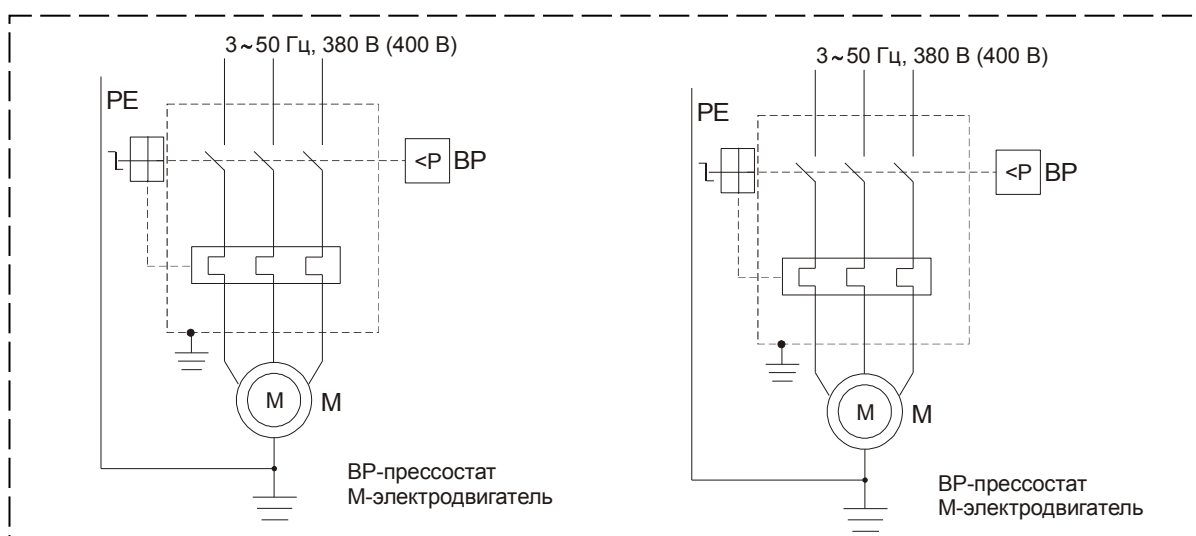 3~50 Гц, 380 В (400 В)
PE
<P BP
M M
BP-прессостат
М-электродвигатель
3~50 Гц, 380 В (400 В)
PE
<P BP
M M
BP-прессостат
М-электродвигатель